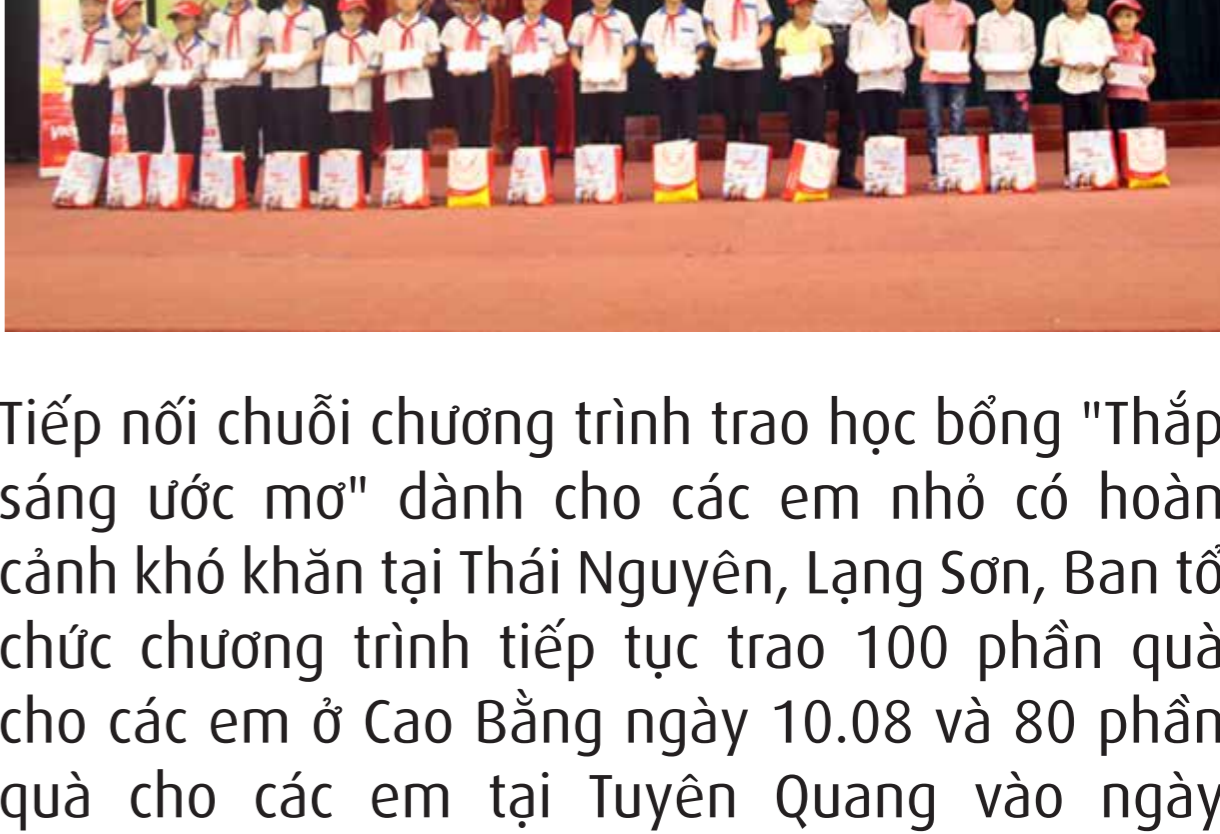 Tiếp nối chuỗi chương trình trao học bổng "Thắp
sáng ước mơ" dành cho các em nhỏ có hoàn
cảnh khó khăn tại Thái Nguyên, Lạng Sơn, Ban tổ
chức chương trình tiếp tục trao 100 phần quà
cho các em ở Cao Bằng ngày 10.08 và 80 phần
quà cho các em tại Tuyên Quang vào ngày